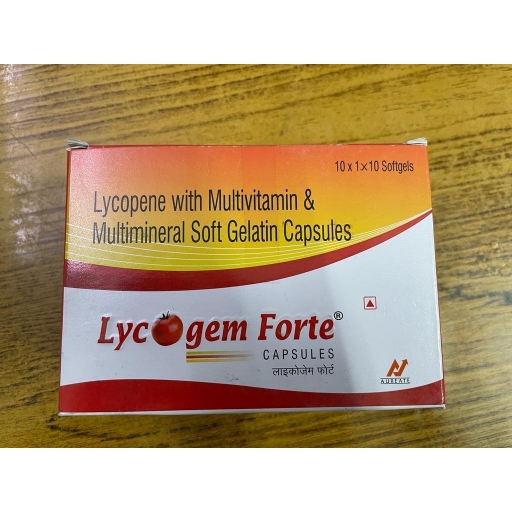 10 x 1×10 Softgels
Lycopene with Multivitamin &
Multimineral Soft Gelatin Capsules
Lycogem Forte®
CAPSULES
लाइकोजेम फोर्ट
AUREATE